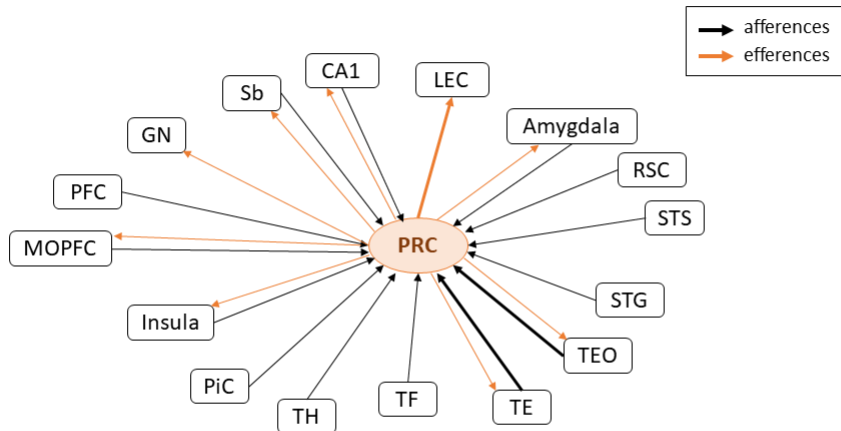 afferences
efferences
CA1
LEC
Sb
Amygdala
GN
RSC
PFC
STS
MOPFC
PRC
Insula
STG
TEO
PiC
TH
TF
TE